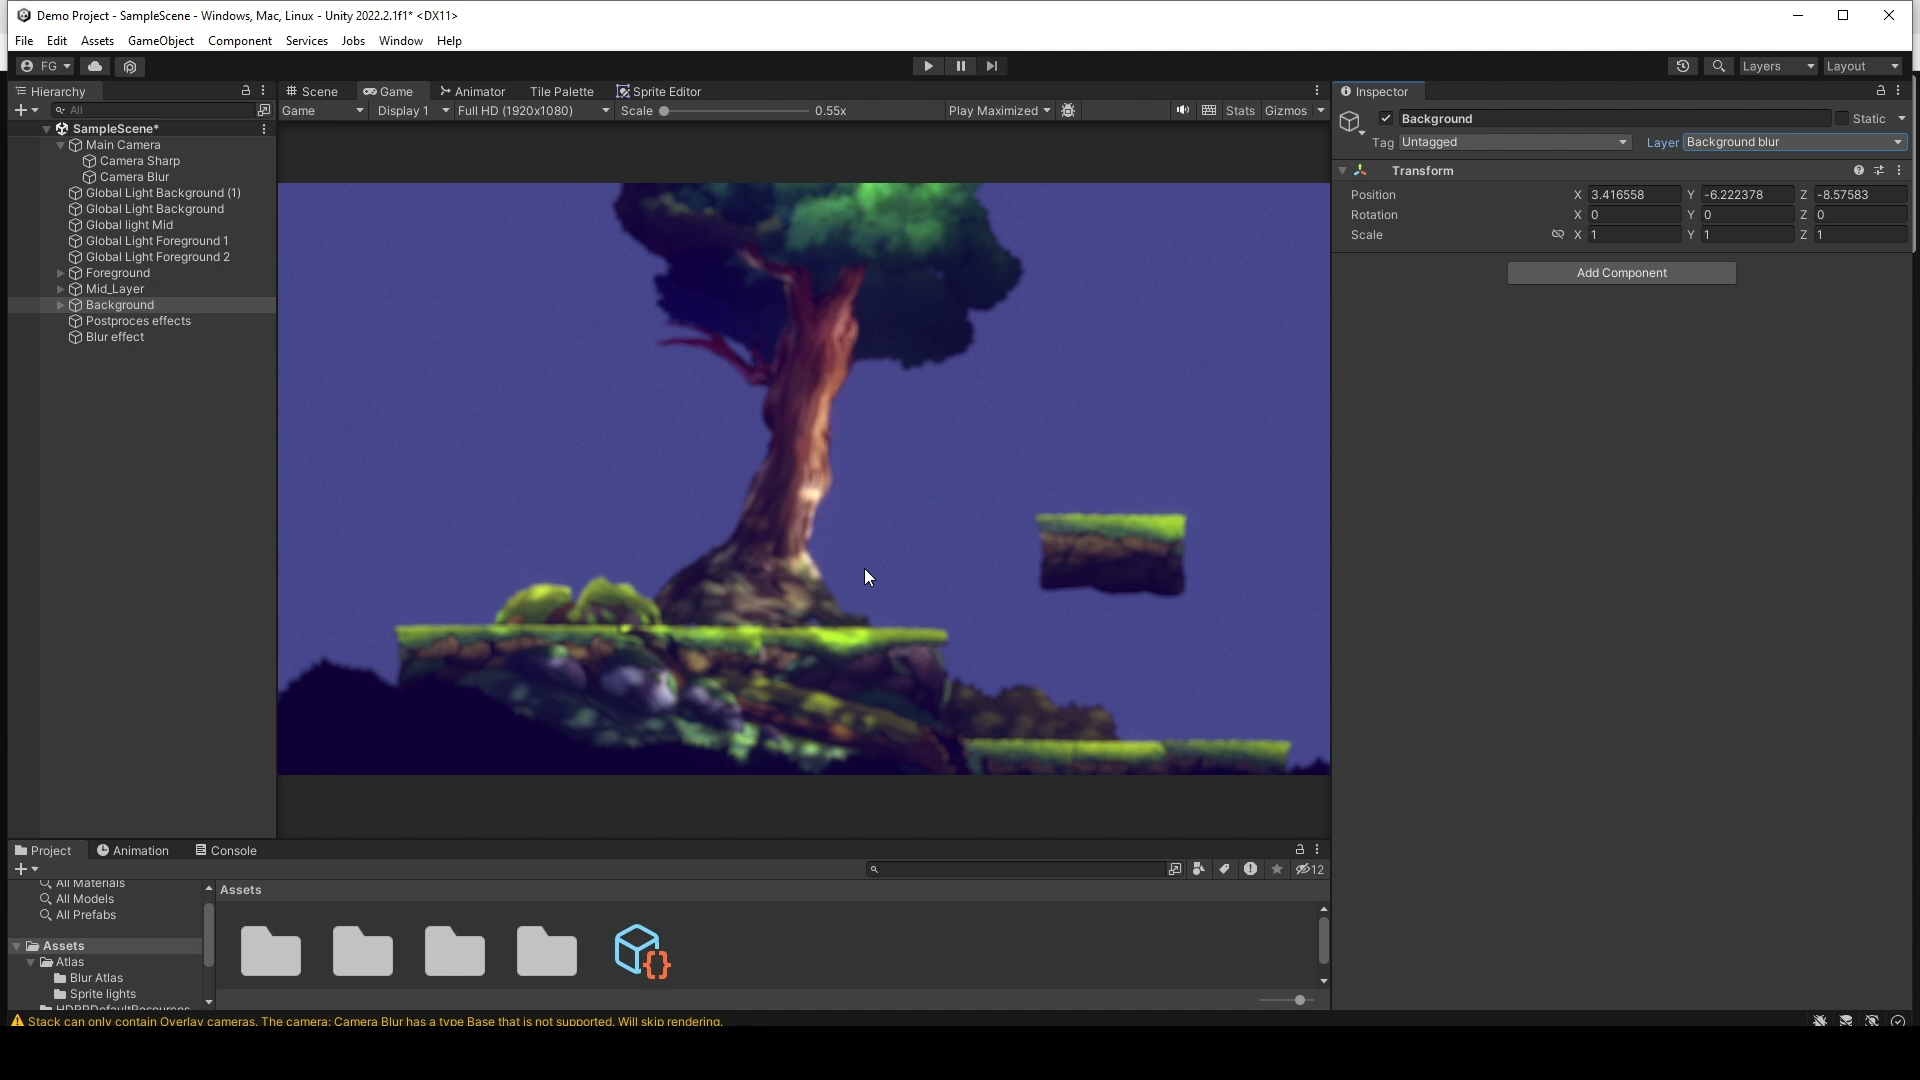 Demo Project - SampleScene - Windows, Mac, Linux - Unity 2022.2.1f1* <DX11>
File Edit Assets GameObject Component Services Jobs Window Help
FG
Layers
Layout
Hierarchy
Scene
Game
Animator
Tile Palette
Sprite Editor
Inspector
All
Game
Display 1
Full HD (1920x1080)
Scale
0.55x
Play Maximized
Stats
Gizmos
SampleScene*
Main Camera
Camera Sharp
Camera Blur
Global Light Background (1)
Global Light Background
Global light Mid
Global Light Foreground 1
Global Light Foreground 2
Foreground
Mid_Layer
Background
Postproces effects
Blur effect
Background
Static
Tag Untagged
Layer Background blur
Transform
Position X 3.416558 Y -6.222378 Z -8.57583
Rotation X 0 Y 0 Z 0
Scale X 1 Y 1 Z 1
Add Component
Project
Animation
Console
12
All Materials
All Models
All Prefabs
Assets
Atlas
Blur Atlas
Sprite lights
HDRPDefaultResources
Assets
Stack can only contain Overlay cameras. The camera: Camera Blur has a type Base that is not supported. Will skip rendering.